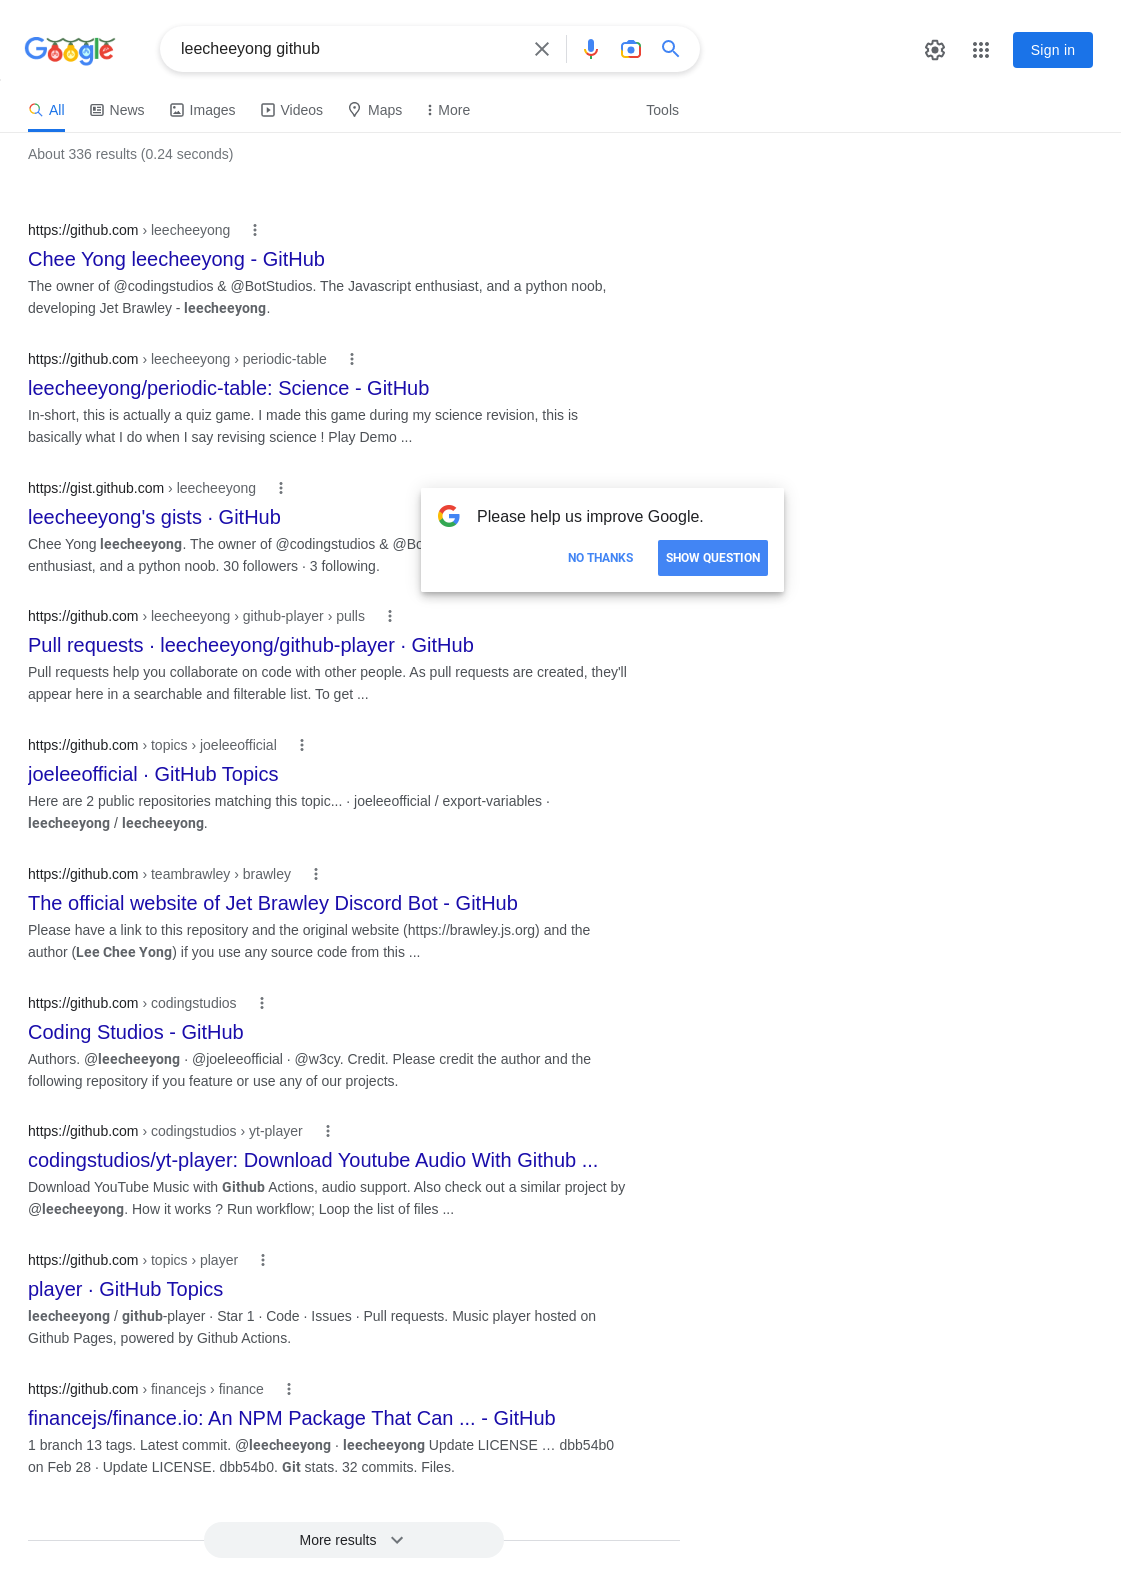 Google
leecheeyong github
Sign in
All
News
Images
Videos
Maps
More
Tools
About 336 results (0.24 seconds)
https://github.com › leecheeyong
Chee Yong leecheeyong - GitHub
The owner of @codingstudios & @BotStudios. The Javascript enthusiast, and a python noob,
developing Jet Brawley - leecheeyong.
https://github.com › leecheeyong › periodic-table
leecheeyong/periodic-table: Science - GitHub
In-short, this is actually a quiz game. I made this game during my science revision, this is
basically what I do when I say revising science ! Play Demo ...
https://gist.github.com › leecheeyong
leecheeyong's gists · GitHub
Chee Yong leecheeyong. The owner of @codingstudios &
enthusiast, and a python noob. 30 followers · 3 following.
Please help us improve Google.
NO THANKS
SHOW QUESTION
https://github.com › leecheeyong › github-player › pulls
Pull requests · leecheeyong/github-player · GitHub
Pull requests help you collaborate on code with other people. As pull requests are created, they'll
appear here in a searchable and filterable list. To get ...
https://github.com › topics › joeleeofficial
joeleeofficial · GitHub Topics
Here are 2 public repositories matching this topic... · joeleeofficial / export-variables ·
leecheeyong / leecheeyong.
https://github.com › teambrawley › brawley
The official website of Jet Brawley Discord Bot - GitHub
Please have a link to this repository and the original website (https://brawley.js.org) and the
author (Lee Chee Yong) if you use any source code from this ...
https://github.com › codingstudios
Coding Studios - GitHub
Authors. @leecheeyong · @joeleeofficial · @w3cy. Credit. Please credit the author and the
following repository if you feature or use any of our projects.
https://github.com › codingstudios › yt-player
codingstudios/yt-player: Download Youtube Audio With Github ...
Download YouTube Music with Github Actions, audio support. Also check out a similar project by
@leecheeyong. How it works ? Run workflow; Loop the list of files ...
https://github.com › topics › player
player · GitHub Topics
leecheeyong / github-player · Star 1 · Code · Issues · Pull requests. Music player hosted on
Github Pages, powered by Github Actions.
https://github.com › financejs › finance
financejs/finance.io: An NPM Package That Can ... - GitHub
1 branch 13 tags. Latest commit. @leecheeyong · leecheeyong Update LICENSE … dbb54b0
on Feb 28 · Update LICENSE. dbb54b0. Git stats. 32 commits. Files.
More results